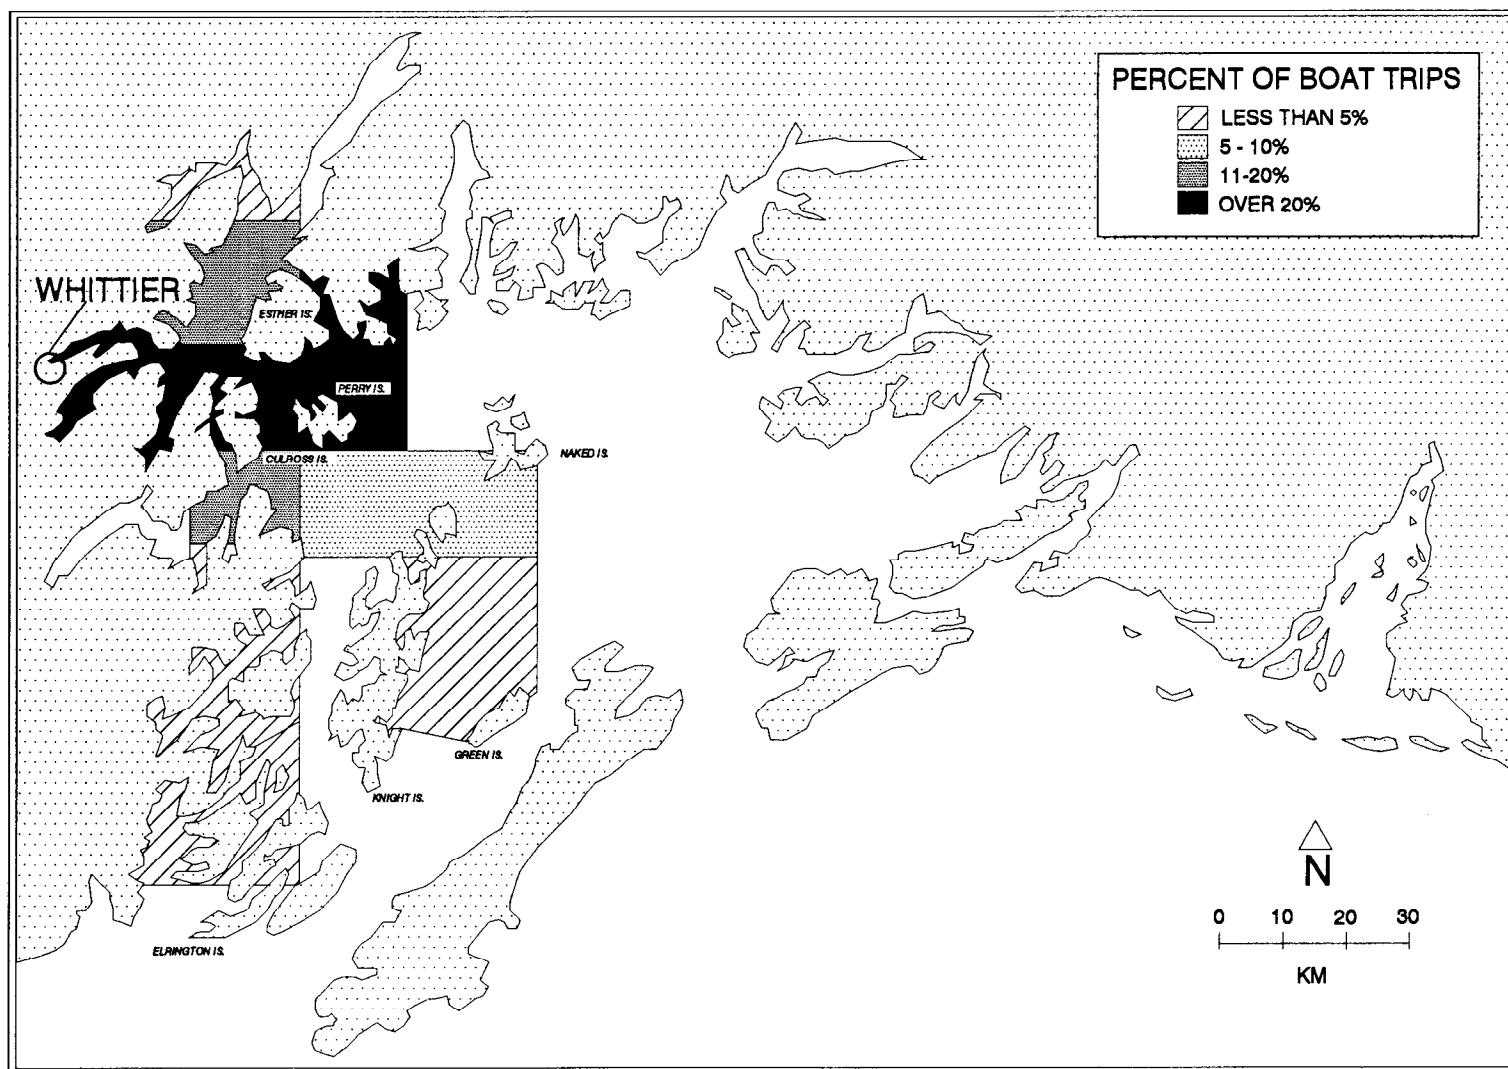 PERCENT OF BOAT TRIPS
LESS THAN 5%
5 - 10%
11-20%
OVER 20%
WHITTIER
ESTHER IS.
PERRY IS.
CULROSS IS.
NAKED IS.
GREEN IS.
KNIGHT IS.
ELRINGTON IS.
N
0 10 20 30
KM